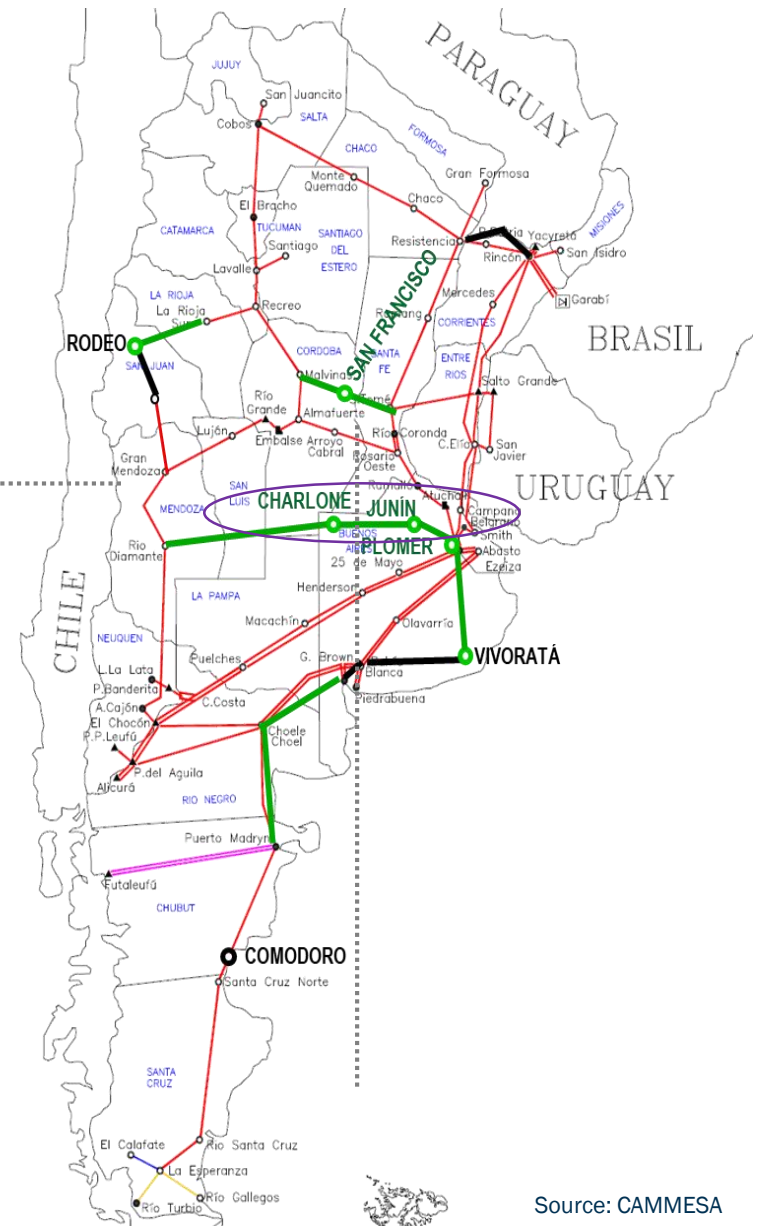 PARAGUAY
JUJUY
San Juancito
SALTA
Cobos
FORMOSA
CHACO
Monte
Quemado
Gran Formosa
Chaco
El Bracho
MISIONES
CATAMARCA
TUCUMAN
SANTIAGO
DEL
ESTERO
Santiago
Resistencia
Yacyretá
San Isidro
Rincón
Lavalle
LA RIOJA
La Rioja
Recreo
Mercedes
Garabí
SAN FRANCISCO
CORRIENTES
BRASIL
RODEO
SAN JUAN
CORDOBA
SANTA
FE
ENTRE
RIOS
Malvinas
Salto Grande
Río
Grande
Almafuerte
Luján
Embalse
Arroyo
Cabral
Río Coronda
C.Elía
San
Javier
Rosario
Oeste
Gran
Mendoza
SAN
LUIS
MENDOZA
URUGUAY
CHARLONE
JUNÍN
Atucha
Campana
Belgrano
Smith
BUENOS
AIRES
PLOMER
Río
Diamante
25 de Mayo
Abasto
Ezeiza
CHILE
LA PAMPA
Henderson
Macachín
Olavarría
NEUQUEN
Puelches
G. Brown
Blanca
VIVORATÁ
L.La Lata
P.Banderita
Piedrabuena
C.Costa
A.Cajón
El Chocón
P.P.Leufú
Choele
Choel
P.del Aguila
Alicurá
RIO NEGRO
Puerto Madryn
Futaleufú
CHUBUT
COMODORO
Santa Cruz Norte
SANTA
CRUZ
El Calafate
Río Santa Cruz
La Esperanza
Río Gallegos
Río Turbio
Source: CAMMESA